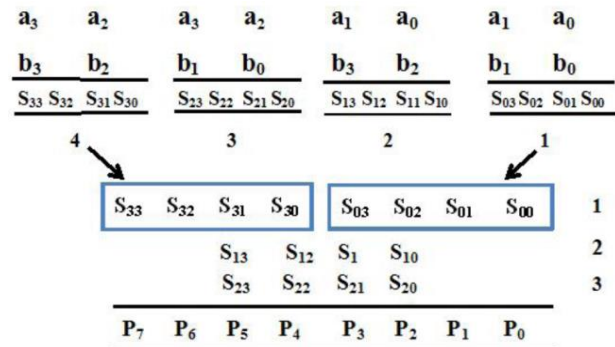 a₃ a₂ a₃ a₂ a₁ a₀ a₁ a₀
b₃ b₂ b₁ b₀ b₃ b₂ b₁ b₀
S₃₃ S₃₂ S₃₁ S₃₀ S₂₃ S₂₂ S₂₁ S₂₀ S₁₃ S₁₂ S₁₁ S₁₀ S₀₃ S₀₂ S₀₁ S₀₀
4 3 2 1
S₃₃ S₃₂ S₃₁ S₃₀ S₀₃ S₀₂ S₀₁ S₀₀ 1
S₁₃ S₁₂ S₁ S₁₀ 2
S₂₃ S₂₂ S₂₁ S₂₀ 3
P₇ P₆ P₅ P₄ P₃ P₂ P₁ P₀